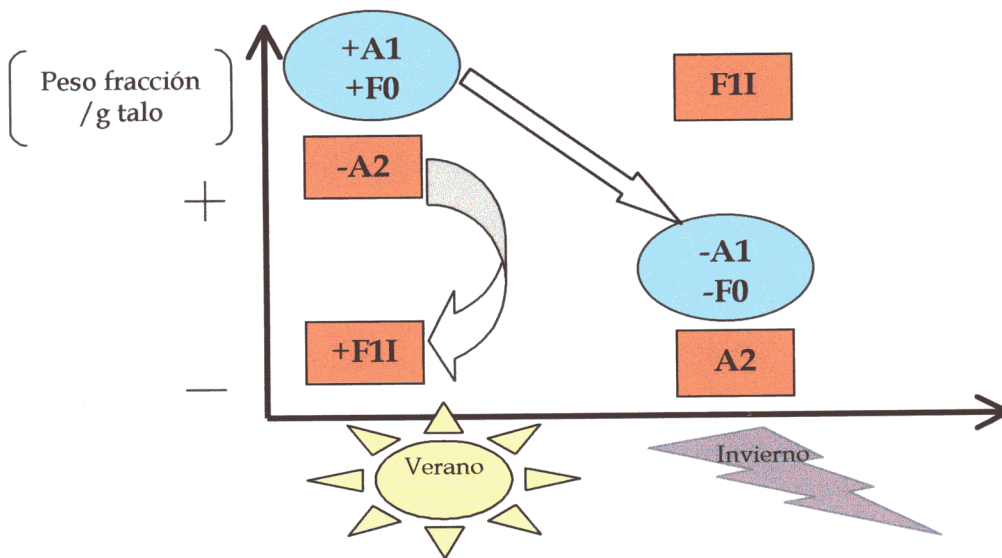 Peso fracción
/g talo
+
—
+A1
+F0
-A2
+F1I
F1I
-A1
-F0
A2
Verano
Invierno